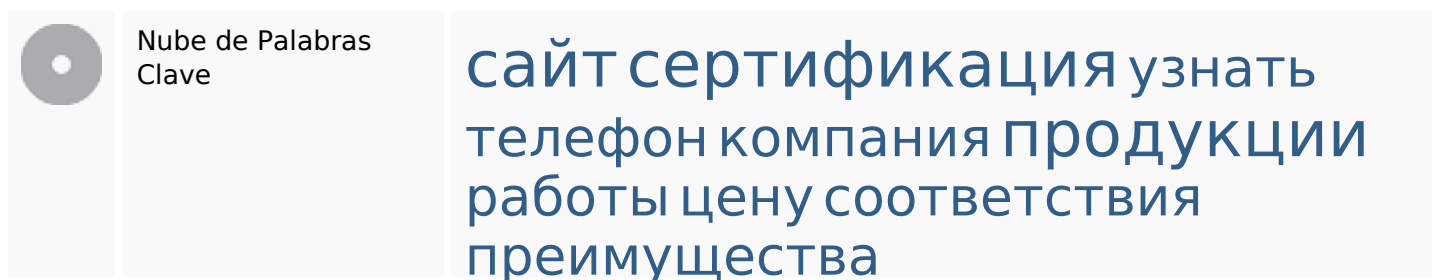 Nube de Palabras
Clave
сайт сертификация узнать
телефон компания продукции
работы цену соответствия
преимущества